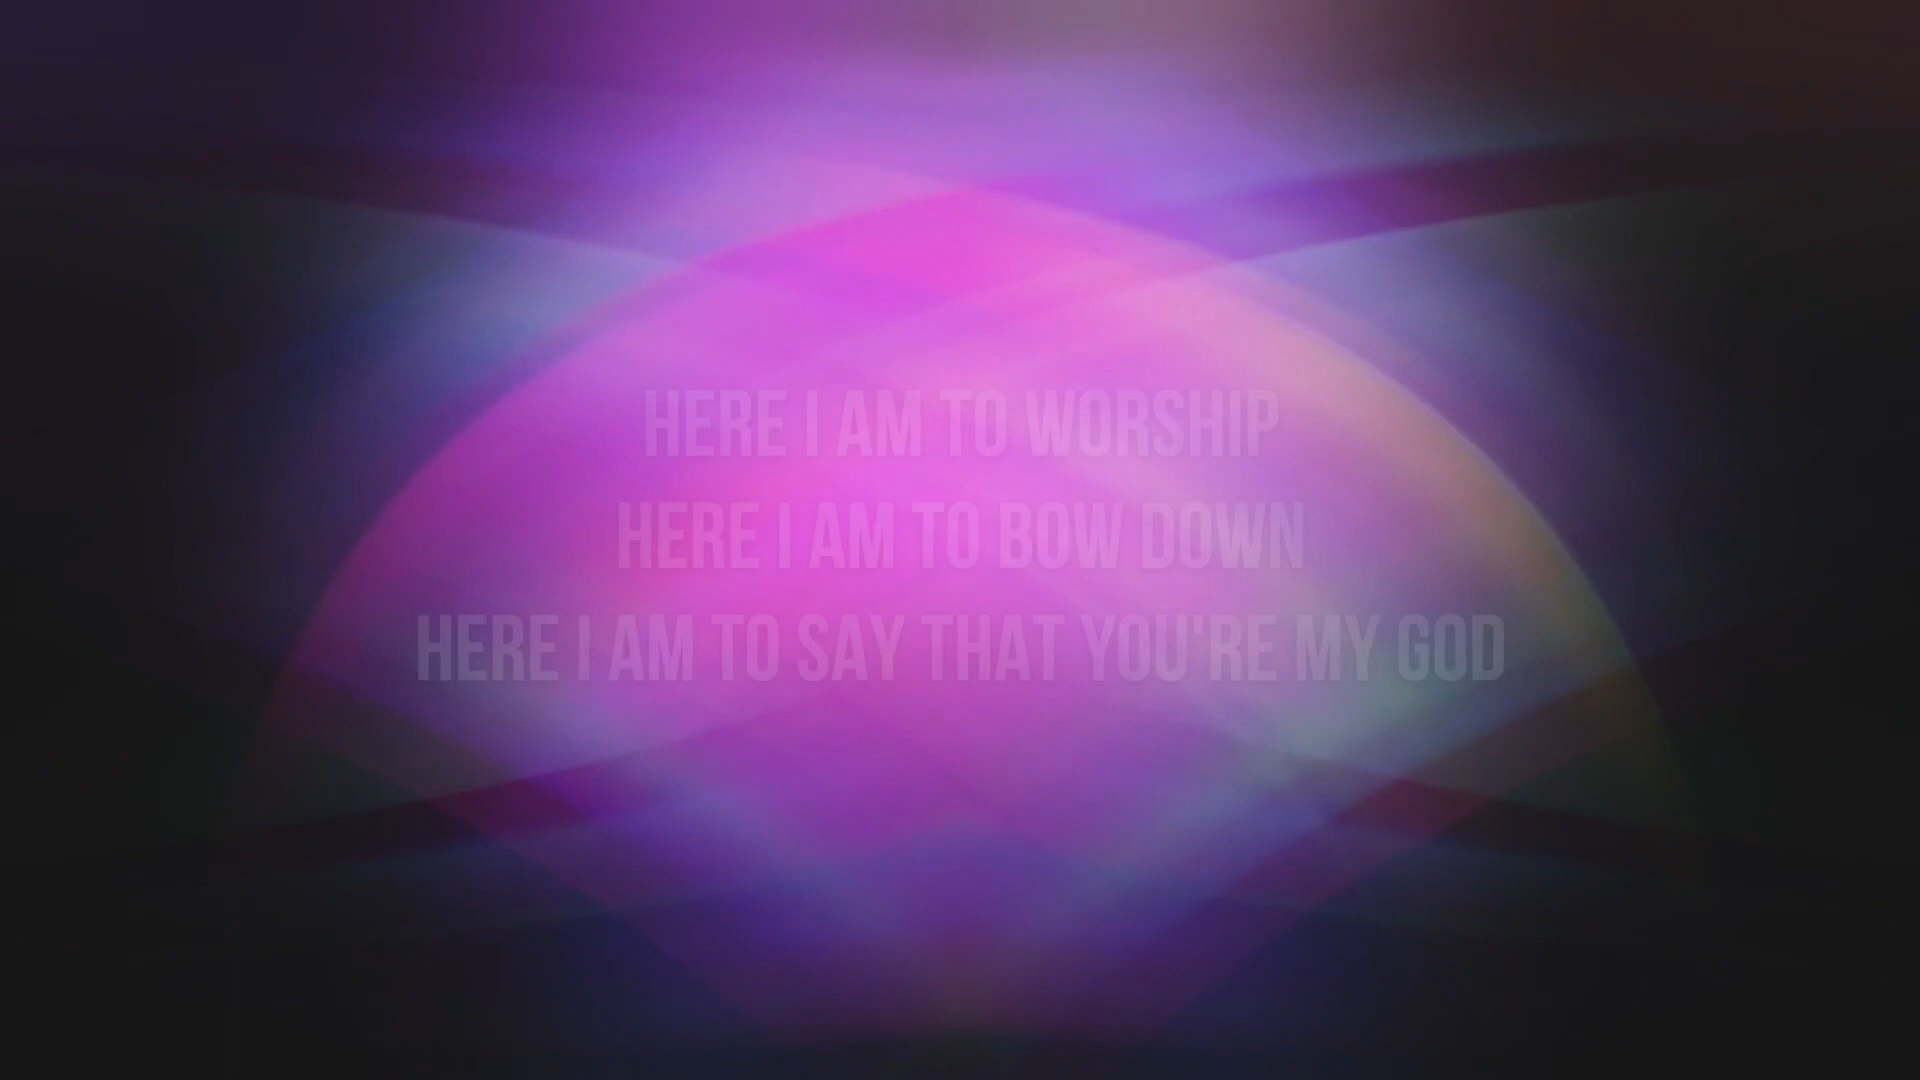 HERE I AM TO WORSHIP
HERE I AM TO BOW DOWN
HERE I AM TO SAY THAT YOU'RE MY GOD